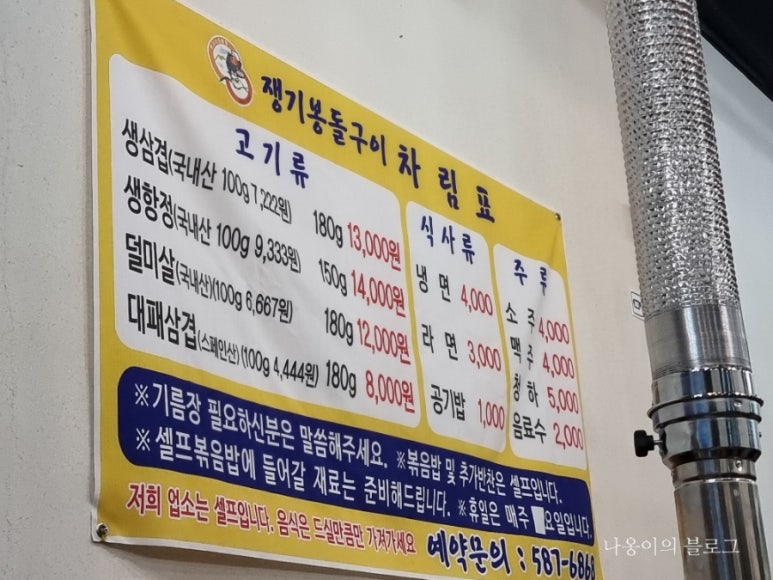 쟁기봉돌구이 차림표
고기류
생삼겹(국내산 100g 7,222원) 180g 13,000원
생항정(국내산 100g 9,333원) 150g 14,000원
덜미살(국내산)(100g 6,667원) 180g 12,000원
대패삼겹(스페인산)(100g 4,444원) 180g 8,000원
식사류
냉면 4,000
라면 3,000
공기밥 1,000
주류
소주 4,000
맥주 4,000
청하 5,000
음료수 2,000
※기름장 필요하신분은 말씀해주세요. ※볶음밥 및 추가반찬은 셀프입니다.
※셀프볶음밥에 들어갈 재료는 준비해드립니다. ※휴일은 매주 요일입니다.
저희 업소는 셀프입니다. 음식은 드실만큼만 가져가세요 예약문의 : 587-6868
나옹이의 블로그